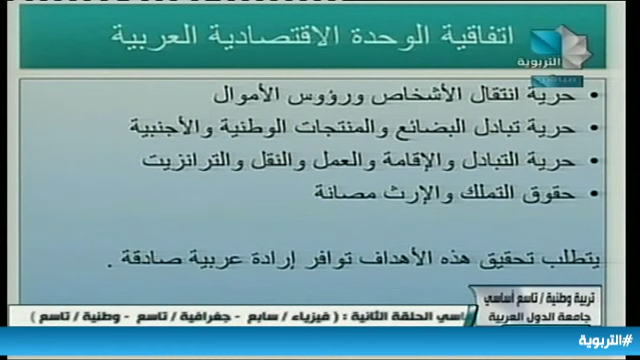 اتفاقية الوحدة الاقتصادية العربية
التربوية
مباشر
• حرية انتقال الأشخاص ورؤوس الأموال
• حرية تبادل البضائع والمنتجات الوطنية والأجنبية
• حرية التبادل والإقامة والعمل والنقل والترانزيت
• حقوق التملك والإرث مصانة
يتطلب تحقيق هذه الأهداف توافر إرادة عربية صادقة .
تربية وطنية / تاسع أساسي
جامعة الدول العربية
اسي الحلقة الثانية : ( فيزياء / سابع - جغرافية / تاسع - وطنية / تاسع )
#التربوية